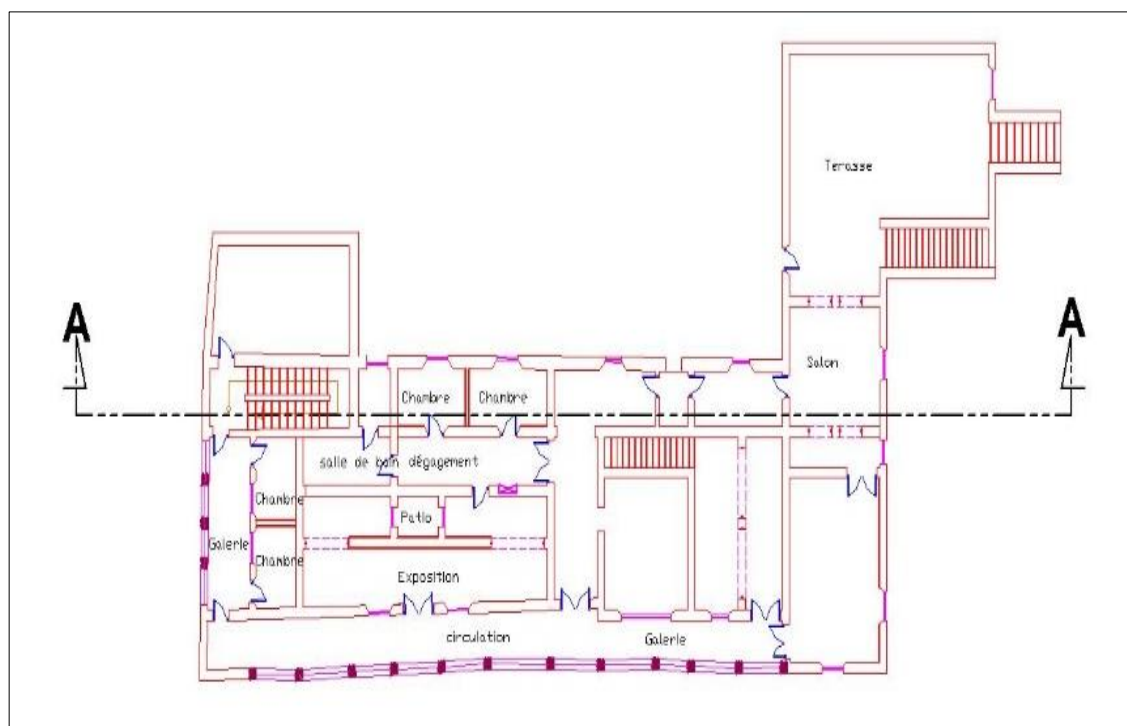 Terasse
A
A
Salon
Chambre
Chambre
salle de bain dégagement
Chambre
Patio
Galerie
Chambre
Exposition
circulation
Galerie